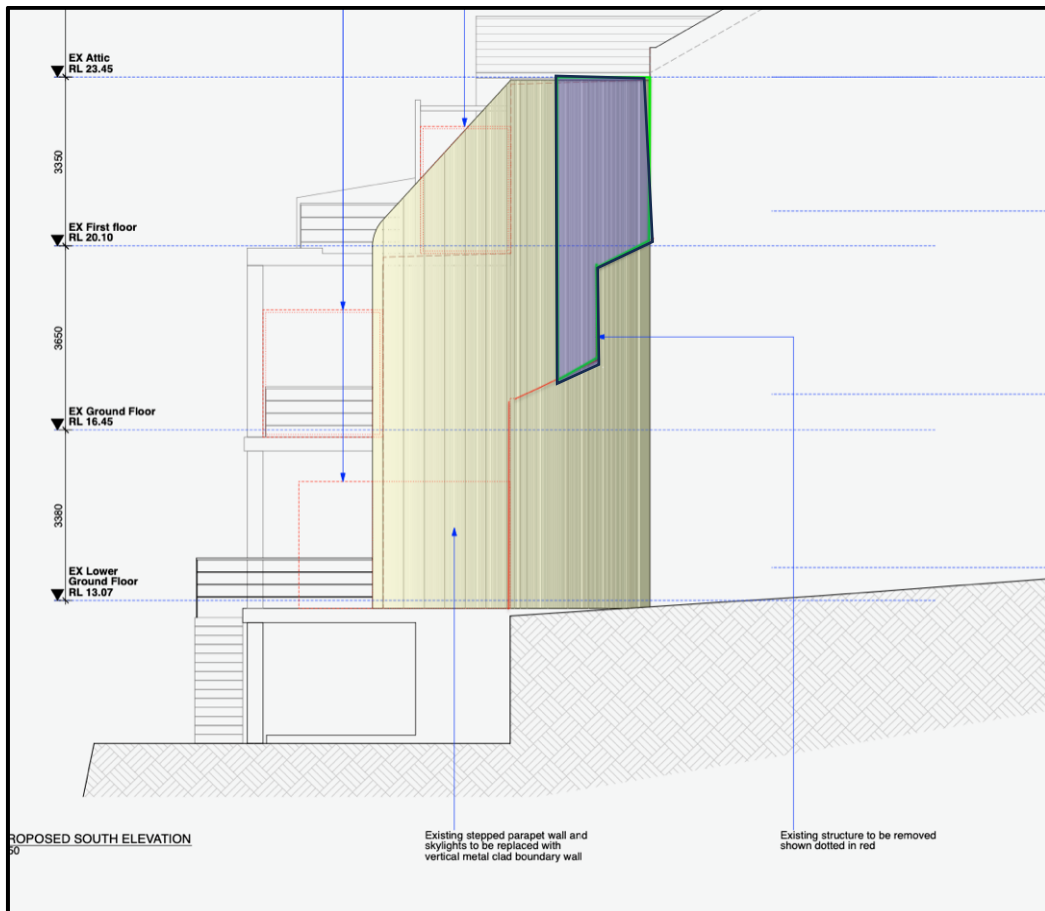 EX Attic
RL 23.45
3350
EX First floor
RL 20.10
3650
EX Ground Floor
RL 16.45
3380
EX Lower
Ground Floor
RL 13.07
ROPOSED SOUTH ELEVATION
50
Existing stepped parapet wall and
skylights to be replaced with
vertical metal clad boundary wall
Existing structure to be removed
shown dotted in red